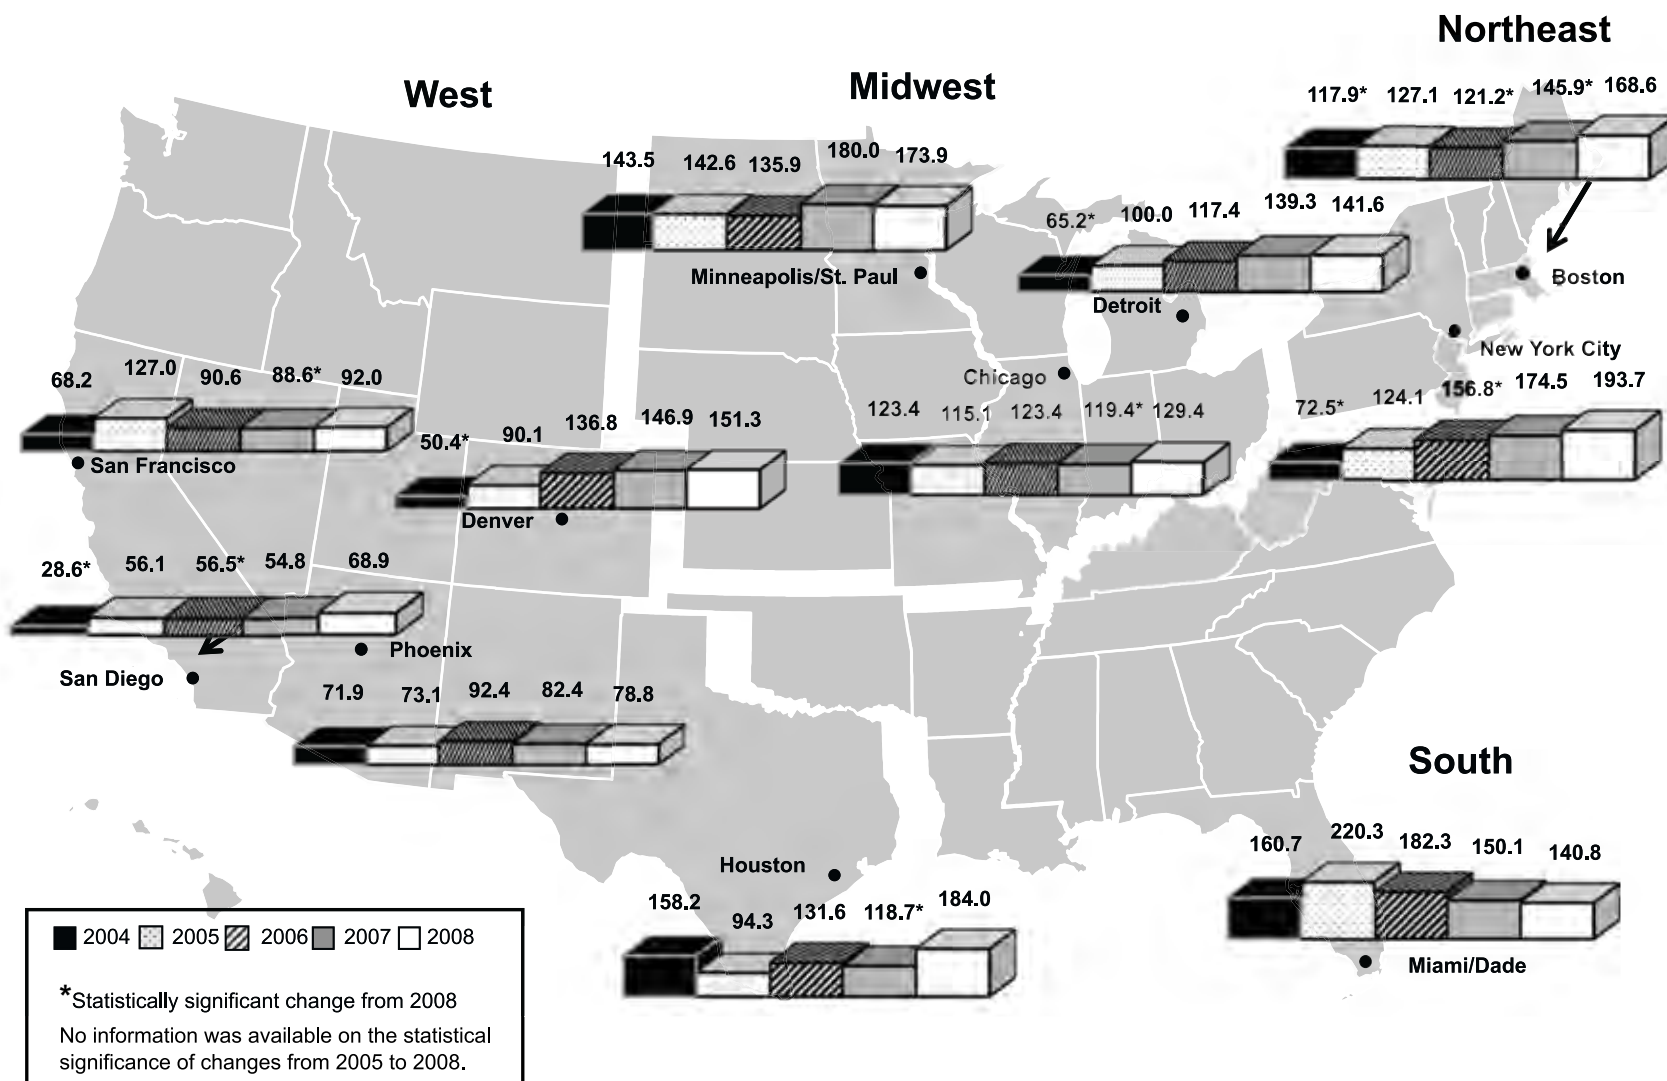 Northeast
West
Midwest
117.9* 127.1 121.2* 145.9* 168.6
143.5 142.6 135.9 180.0 173.9
65.2* 100.0 117.4 139.3 141.6
Minneapolis/St. Paul
Boston
Detroit
New York City
68.2 127.0 90.6 88.6* 92.0
Chicago
72.5* 124.1 156.8* 174.5 193.7
123.4 115.1 123.4 119.4* 129.4
50.4* 90.1 136.8 146.9 151.3
San Francisco
Denver
28.6* 56.1 56.5* 54.8 68.9
Phoenix
San Diego
71.9 73.1 92.4 82.4 78.8
South
160.7 220.3 182.3 150.1 140.8
Houston
158.2 94.3 131.6 118.7* 184.0
Miami/Dade
2004 2005 2006 2007 2008
*Statistically significant change from 2008
No information was available on the statistical
significance of changes from 2005 to 2008.